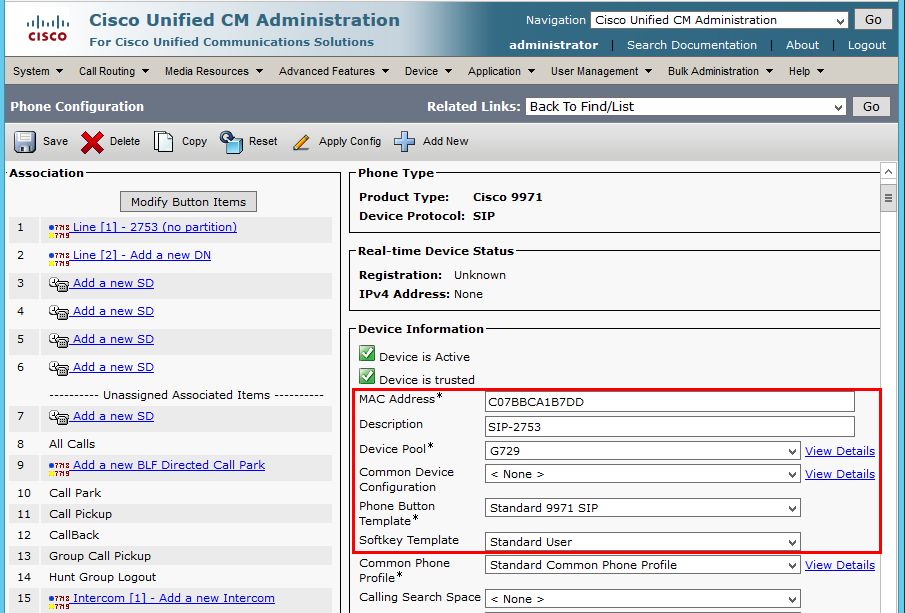 CISCO
Cisco Unified CM Administration
For Cisco Unified Communications Solutions
Navigation Cisco Unified CM Administration Go
administrator | Search Documentation | About | Logout
System Call Routing Media Resources Advanced Features Device Application User Management Bulk Administration Help
Phone Configuration
Related Links: Back To Find/List Go
Save Delete Copy Reset Apply Config Add New
Association
Modify Button Items
1 7718 7719 Line [1] - 2753 (no partition)
2 7718 7719 Line [2] - Add a new DN
3 Add a new SD
4 Add a new SD
5 Add a new SD
6 Add a new SD
---------- Unassigned Associated Items ----------
7 Add a new SD
8 All Calls
9 7718 7719 Add a new BLF Directed Call Park
10 Call Park
11 Call Pickup
12 CallBack
13 Group Call Pickup
14 Hunt Group Logout
15 7718 7719 Intercom [1] - Add a new Intercom
Phone Type
Product Type: Cisco 9971
Device Protocol: SIP
Real-time Device Status
Registration: Unknown
IPv4 Address: None
Device Information
Device is Active
Device is trusted
MAC Address* C07BBCA1B7DD
Description SIP-2753
Device Pool* G729 View Details
Common Device Configuration < None > View Details
Phone Button Template* Standard 9971 SIP
Softkey Template Standard User
Common Phone Profile* Standard Common Phone Profile View Details
Calling Search Space < None >